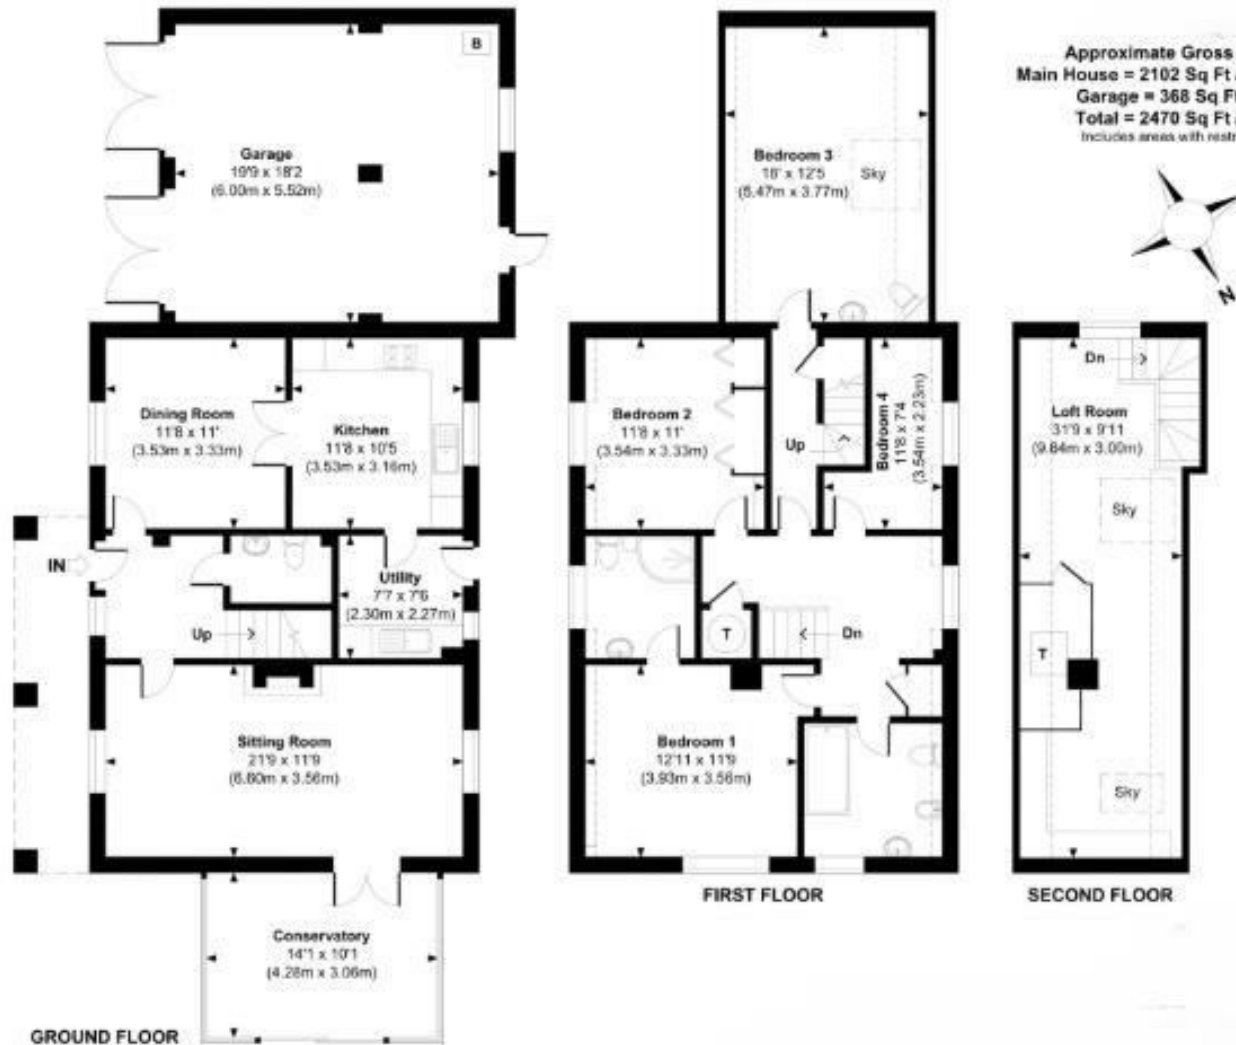 Approximate Gross
Main House = 2102 Sq Ft
Garage = 368 Sq Ft
Total = 2470 Sq Ft
Includes areas with
N
B
Garage
19'9 x 18'2
(6.00m x 5.52m)
Dining Room
11'8 x 11'
(3.53m x 3.33m)
Kitchen
11'8 x 10'5
(3.53m x 3.16m)
IN
Utility
7'7 x 7'6
(2.30m x 2.27m)
Up
Sitting Room
21'9 x 11'9
(6.60m x 3.56m)
Conservatory
14'1 x 10'1
(4.28m x 3.06m)
GROUND FLOOR
Bedroom 3
18' x 12'5
(5.47m x 3.77m)
Sky
Bedroom 2
11'8 x 11'
(3.54m x 3.33m)
Up
Bedroom 4
11'8 x 7'4
(3.54m x 2.23m)
T
Dn
Bedroom 1
12'11 x 11'9
(3.93m x 3.56m)
FIRST FLOOR
Dn
Loft Room
31'9 x 9'11
(9.84m x 3.00m)
Sky
T
Sky
SECOND FLOOR